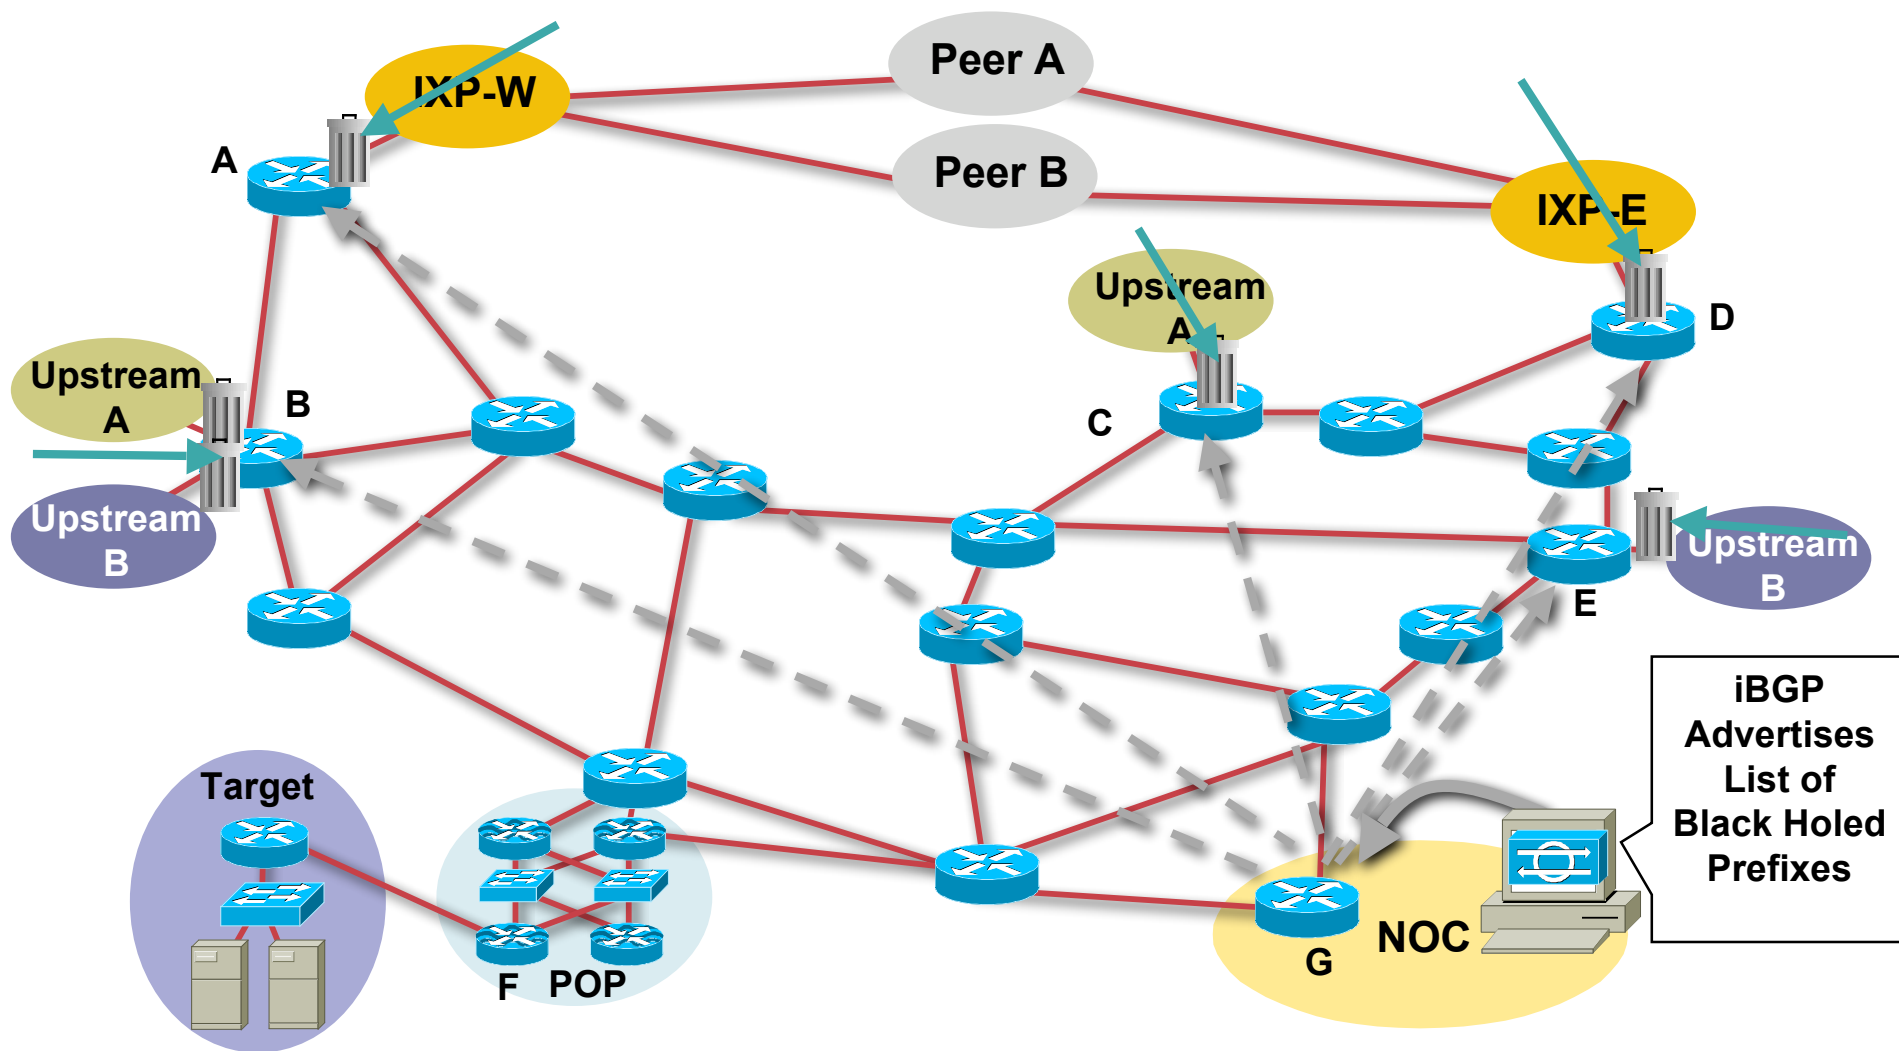 Peer A
IXP-W
Peer B
A
IXP-E
Upstream
A
D
Upstream
A
B
C
Upstream
B
Upstream
B
E
iBGP
Advertises
List of
Black Holed
Prefixes
Target
F
POP
NOC
G